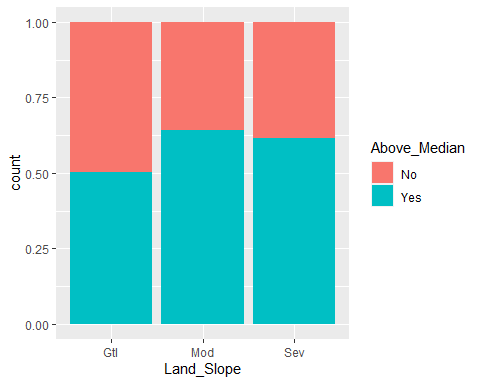 1.00
0.75
0.50
0.25
0.00
count
Gtl Mod Sev
Land_Slope
Above_Median
No
Yes